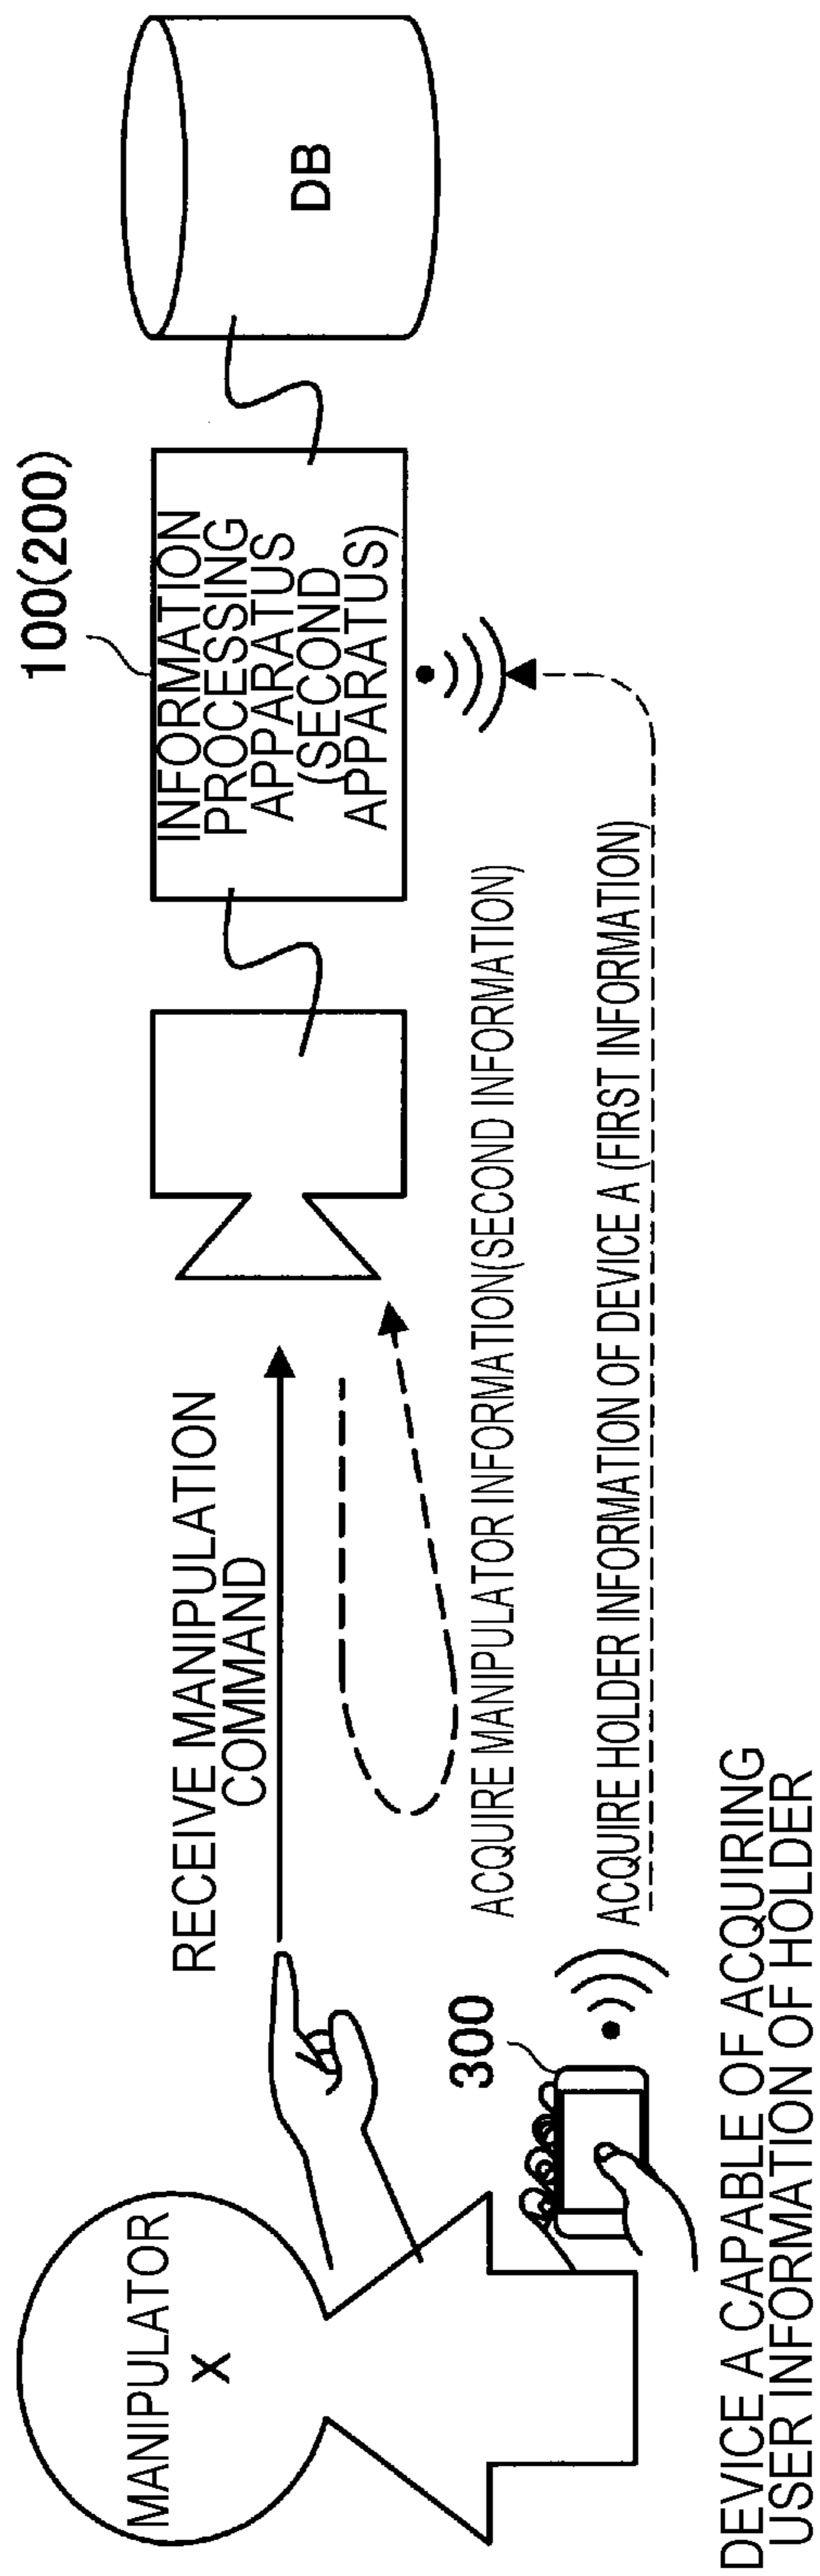 MANIPULATOR
X
RECEIVE MANIPULATION
COMMAND
100(200)
INFORMATION
PROCESSING
APPARATUS
(SECOND
APPARATUS)
DB
ACQUIRE MANIPULATOR INFORMATION(SECOND INFORMATION)
300
ACQUIRE HOLDER INFORMATION OF DEVICE A (FIRST INFORMATION)
DEVICE A CAPABLE OF ACQUIRING
USER INFORMATION OF HOLDER